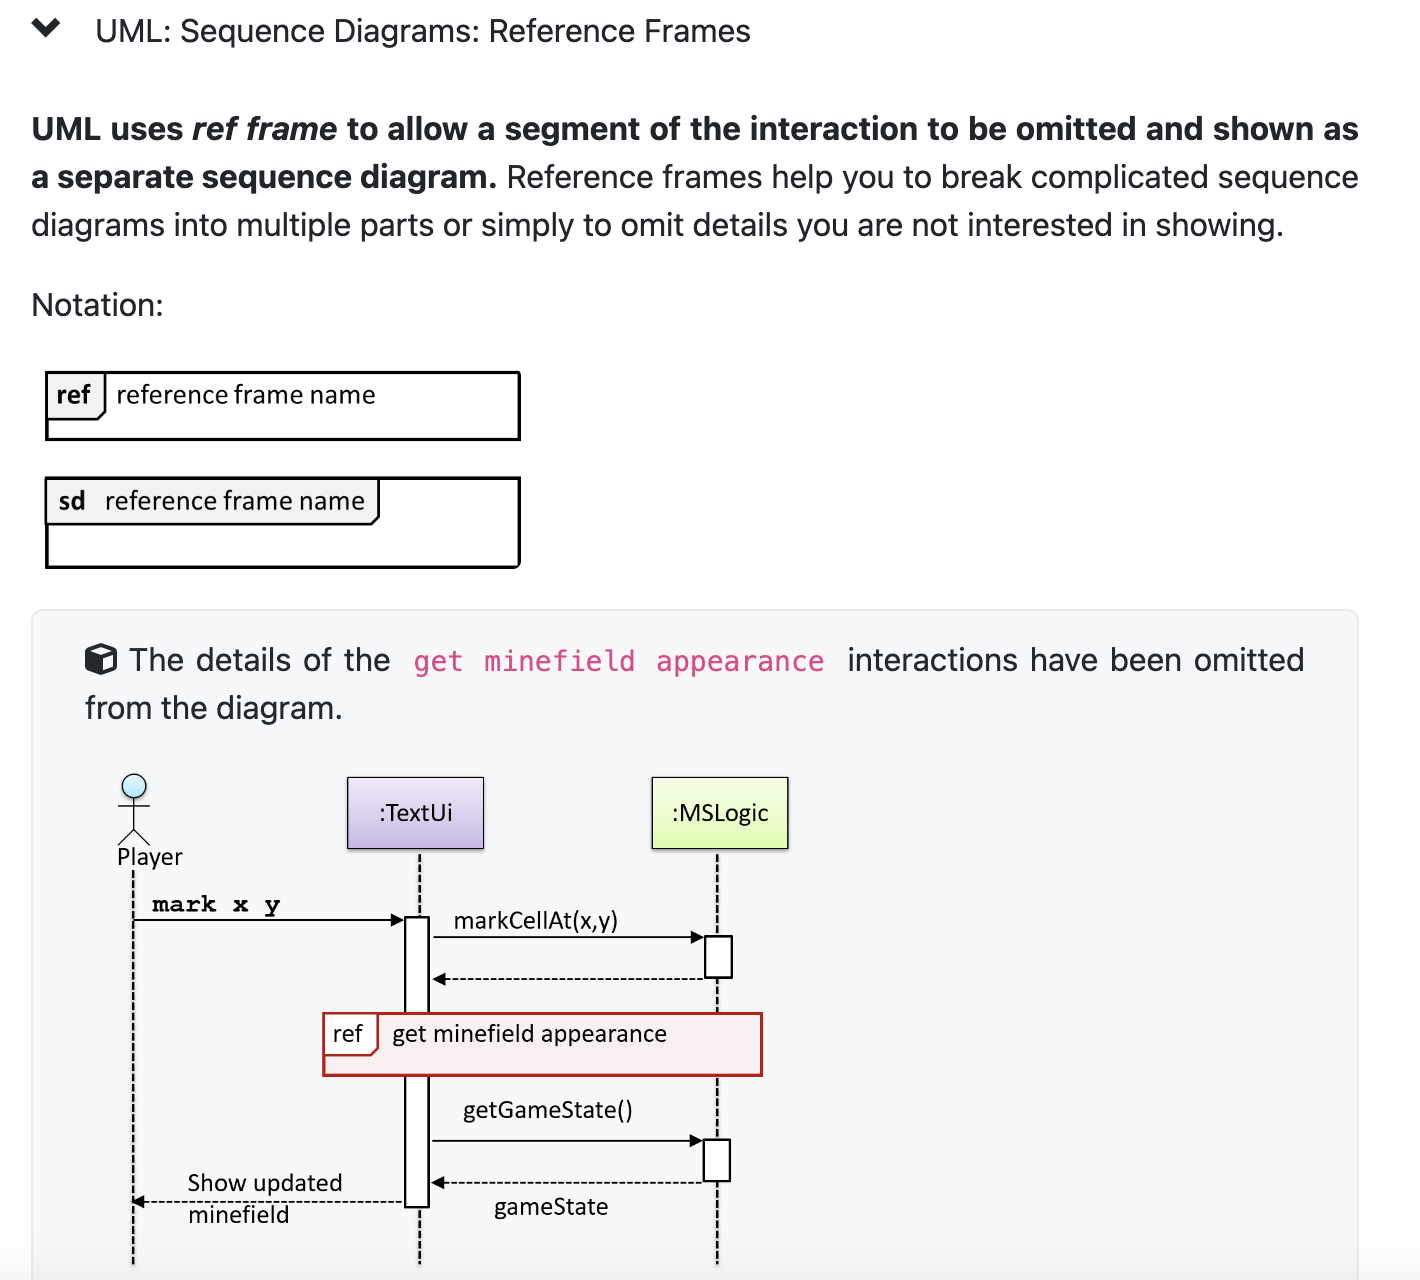 UML: Sequence Diagrams: Reference Frames
UML uses ref frame to allow a segment of the interaction to be omitted and shown as
a separate sequence diagram. Reference frames help you to break complicated sequence
diagrams into multiple parts or simply to omit details you are not interested in showing.
Notation:
ref reference frame name
sd reference frame name
The details of the get minefield appearance interactions have been omitted
from the diagram.
:TextUi
:MSLogic
Player
mark x y
markCellAt(x,y)
ref get minefield appearance
getGameState()
Show updated
minefield
gameState